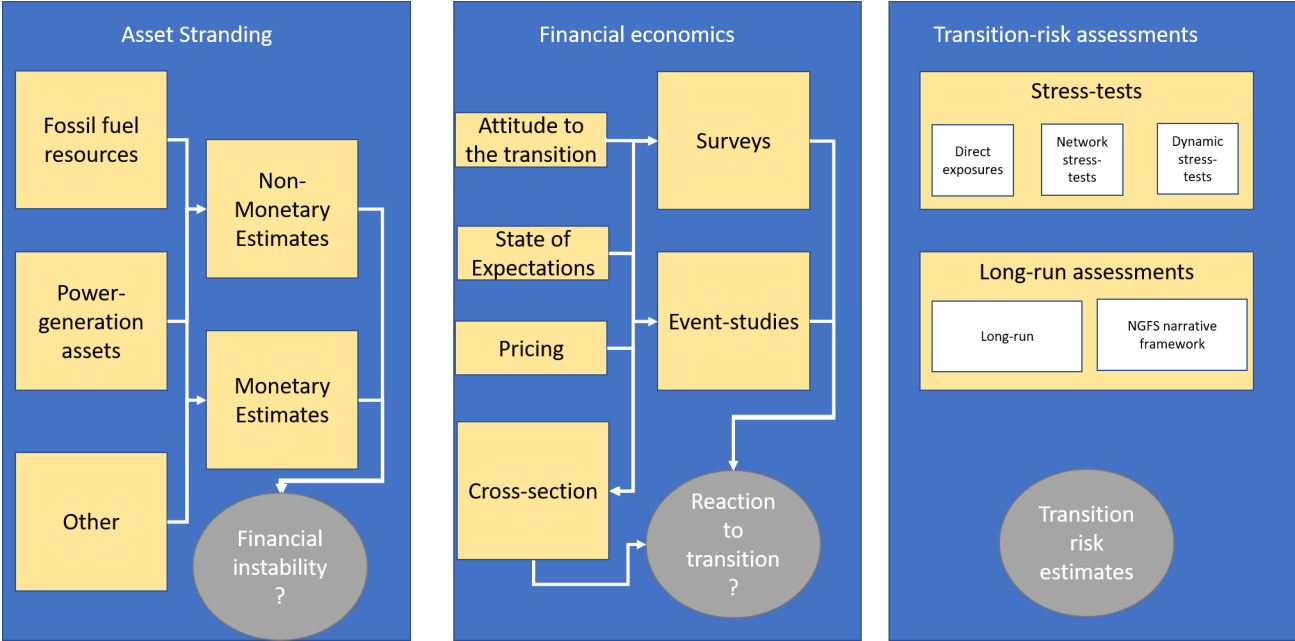 Asset Stranding
Fossil fuel
resources
Power-
generation
assets
Other
Non-
Monetary
Estimates
Monetary
Estimates
Financial
instability
?
Financial economics
Attitude to
the transition
State of
Expectations
Pricing
Cross-section
Surveys
Event-studies
Reaction
to
transition
?
Transition-risk assessments
Stress-tests
Direct
exposures
Network
stress-
tests
Dynamic
stress-
tests
Long-run assessments
Long-run
NGFS narrative
framework
Transition
risk
estimates